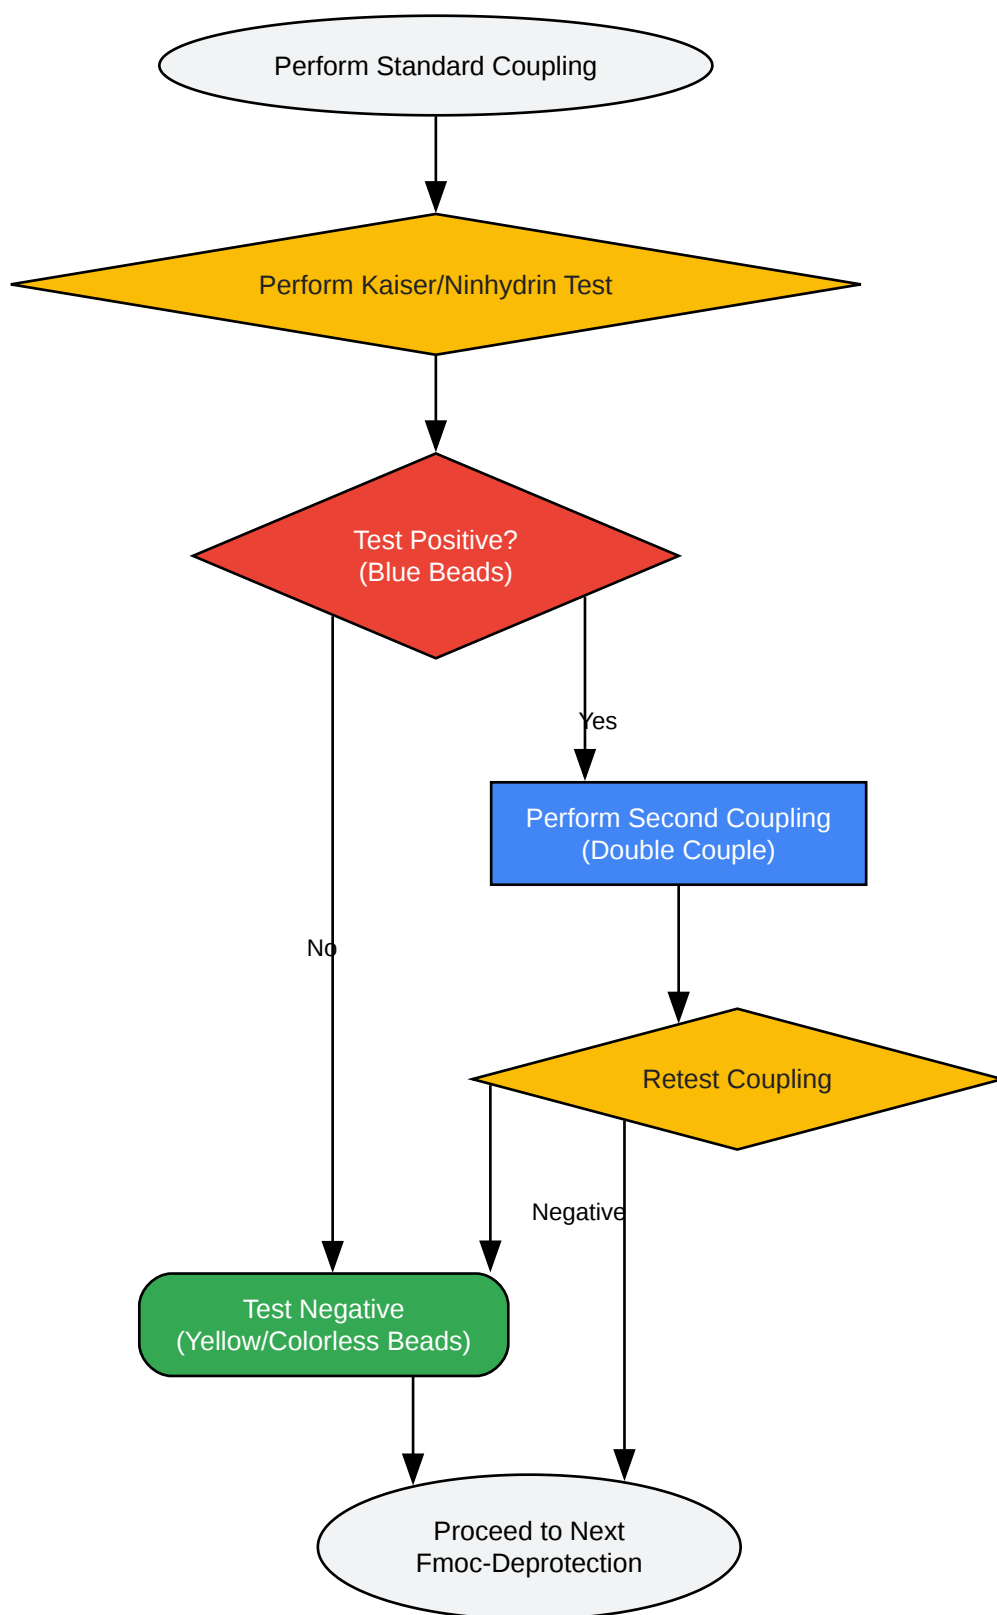 Perform Standard Coupling
Perform Kaiser/Ninhydrin Test
Test Positive?
(Blue Beads)
Yes
Perform Second Coupling
(Double Couple)
No
Retest Coupling
Negative
Test Negative
(Yellow/Colorless Beads)
Proceed to Next
Fmoc-Deprotection